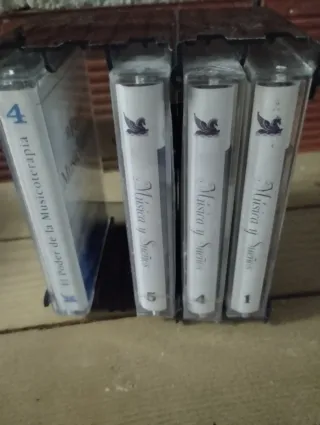 4
El Poder de la Musicoterapia
Música y Sueños
5
Música y Sueños
4
Música y Sueños
1